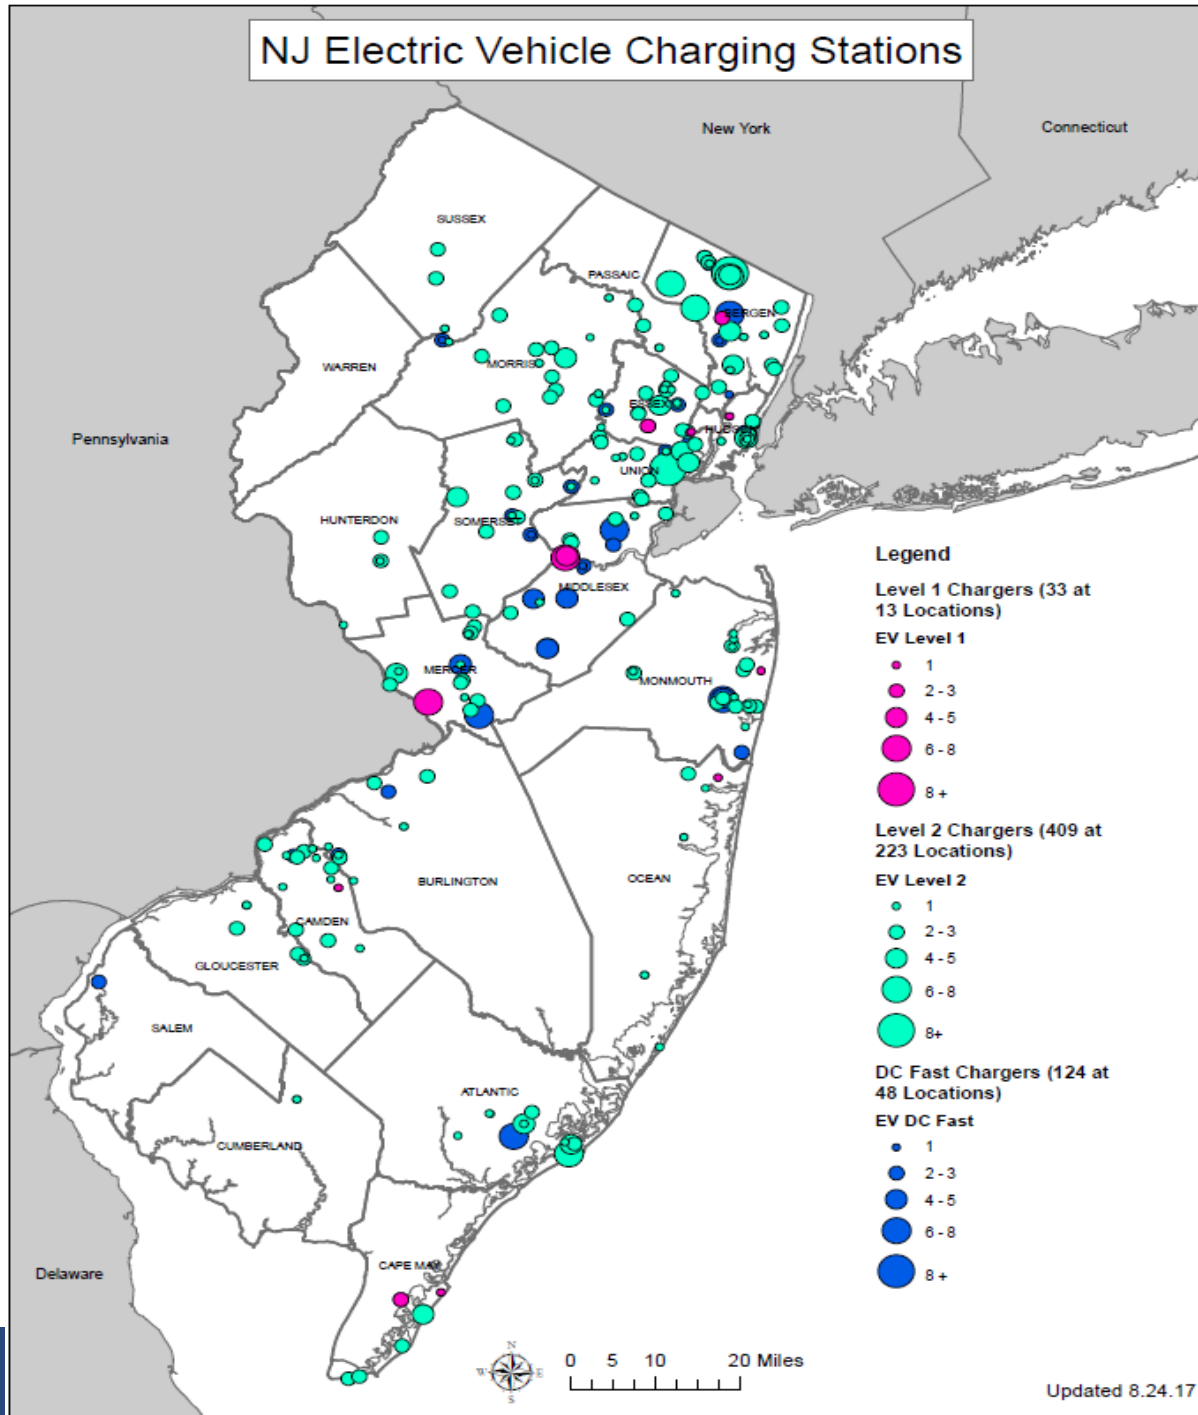 NJ Electric Vehicle Charging Stations
New York
Connecticut
SUSSEX
PASSAIC
BERGEN
WARREN
MORRIS
ESSEX
HUDSON
Pennsylvania
UNION
HUNTERDON
SOMERSET
MIDDLESEX
MERCER
MONMOUTH
BURLINGTON
OCEAN
CAMDEN
GLOUCESTER
SALEM
ATLANTIC
CUMBERLAND
CAPE MAY
Delaware
Legend
Level 1 Chargers (33 at
13 Locations)
EV Level 1
1
2 - 3
4 - 5
6 - 8
8 +
Level 2 Chargers (409 at
223 Locations)
EV Level 2
1
2 - 3
4 - 5
6 - 8
8+
DC Fast Chargers (124 at
48 Locations)
EV DC Fast
1
2 - 3
4 - 5
6 - 8
8 +
N
W E
S
0 5 10 20 Miles
Updated 8.24.17